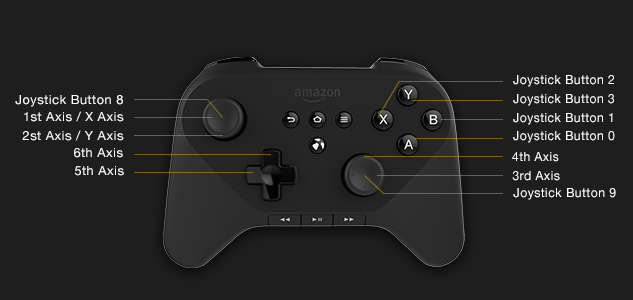 amazon
Joystick Button 8
1st Axis / X Axis
2st Axis / Y Axis
6th Axis
5th Axis
Y
X
B
A
Joystick Button 2
Joystick Button 3
Joystick Button 1
Joystick Button 0
4th Axis
3rd Axis
Joystick Button 9